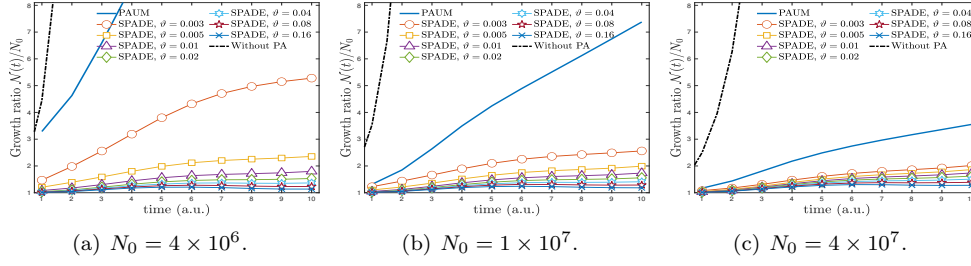 Growth ratio N(t)/N₀
8
7
6
5
4
3
2
1
PAUM
SPADE, ϑ = 0.003
SPADE, ϑ = 0.005
SPADE, ϑ = 0.01
SPADE, ϑ = 0.02
SPADE, ϑ = 0.04
SPADE, ϑ = 0.08
SPADE, ϑ = 0.16
Without PA
1 2 3 4 5 6 7 8 9 10
time (a.u.)
(a) N₀ = 4 × 10⁶.
Growth ratio N(t)/N₀
8
7
6
5
4
3
2
1
PAUM
SPADE, ϑ = 0.003
SPADE, ϑ = 0.005
SPADE, ϑ = 0.01
SPADE, ϑ = 0.02
SPADE, ϑ = 0.04
SPADE, ϑ = 0.08
SPADE, ϑ = 0.16
Without PA
1 2 3 4 5 6 7 8 9 10
time (a.u.)
(b) N₀ = 1 × 10⁷.
Growth ratio N(t)/N₀
8
7
6
5
4
3
2
1
PAUM
SPADE, ϑ = 0.003
SPADE, ϑ = 0.005
SPADE, ϑ = 0.01
SPADE, ϑ = 0.02
SPADE, ϑ = 0.04
SPADE, ϑ = 0.08
SPADE, ϑ = 0.16
Without PA
1 2 3 4 5 6 7 8 9
time (a.u.)
(c) N₀ = 4 × 10⁷.